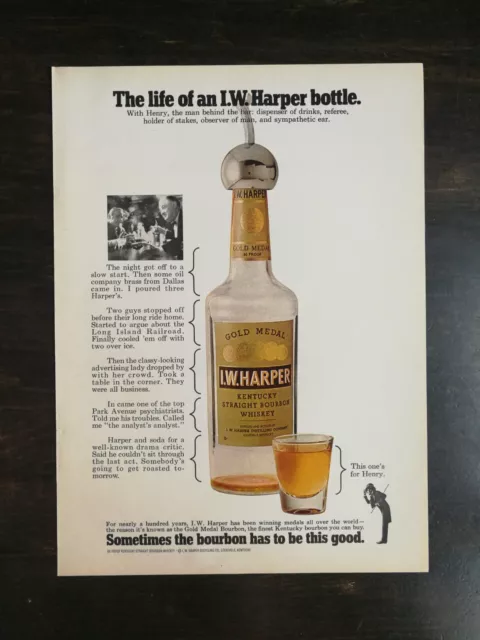 The life of an I.W. Harper bottle.
With Henry, the man behind the bar: dispenser of drinks, referee,
holder of stakes, observer of man, and sympathetic ear.
I.W. HARPER
GOLD MEDAL
The night got off to a
slow start. Then some oil
company brass from Dallas
came in. I poured three
Harper's.
Two guys stopped off
before their long ride home.
Started to argue about the
Long Island Railroad.
Finally cooled 'em off with
two over ice.
Then the classy-looking
advertising lady dropped by
with her crowd. Took a
table in the corner. They
were all business.
In came one of the top
Park Avenue psychiatrists.
Told me his troubles. Called
me "the analyst's analyst."
Harper and soda for a
well-known drama critic.
Said he couldn't sit through
the last act. Somebody's
going to get roasted to-
morrow.
GOLD MEDAL
I.W. HARPER
KENTUCKY
STRAIGHT BOURBON
WHISKEY
This one's
for Henry.
For nearly a hundred years, I.W. Harper has been winning medals all over the world—
the reason it's known as the Gold Medal Bourbon, the finest Kentucky bourbon you can buy.
Sometimes the bourbon has to be this good.